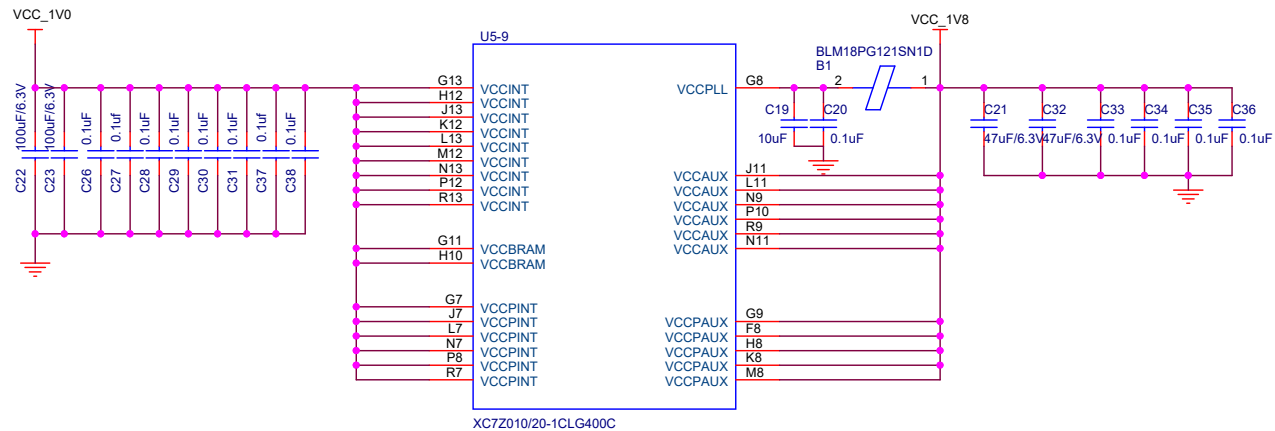 VCC_1V0
VCC_1V8
U5-9
BLM18PG121SN1D
B1
G13 VCCINT
H12 VCCINT
J13 VCCINT
K12 VCCINT
L13 VCCINT
M12 VCCINT
N13 VCCINT
P12 VCCINT
R13 VCCINT
G11 VCCBRAM
H10 VCCBRAM
G7 VCCPINT
J7 VCCPINT
L7 VCCPINT
N7 VCCPINT
P8 VCCPINT
R7 VCCPINT
VCCPLL G8
2 1
VCCAUX J11
VCCAUX L11
VCCAUX N9
VCCAUX P10
VCCAUX R9
VCCAUX N11
VCCPAUX G9
VCCPAUX F8
VCCPAUX H8
VCCPAUX K8
VCCPAUX M8
C22 100uF/6.3V
C23 100uF/6.3V
C26 0.1uF
C27 0.1uf
C28 0.1uF
C29 0.1uF
C30 0.1uF
C31 0.1uF
C37 0.1uf
C38 0.1uF
C19 10uF
C20 0.1uF
C21 47uF/6.3V
C32 47uF/6.3V
C33 0.1uF
C34 0.1uF
C35 0.1uF
C36 0.1uF
XC7Z010/20-1CLG400C